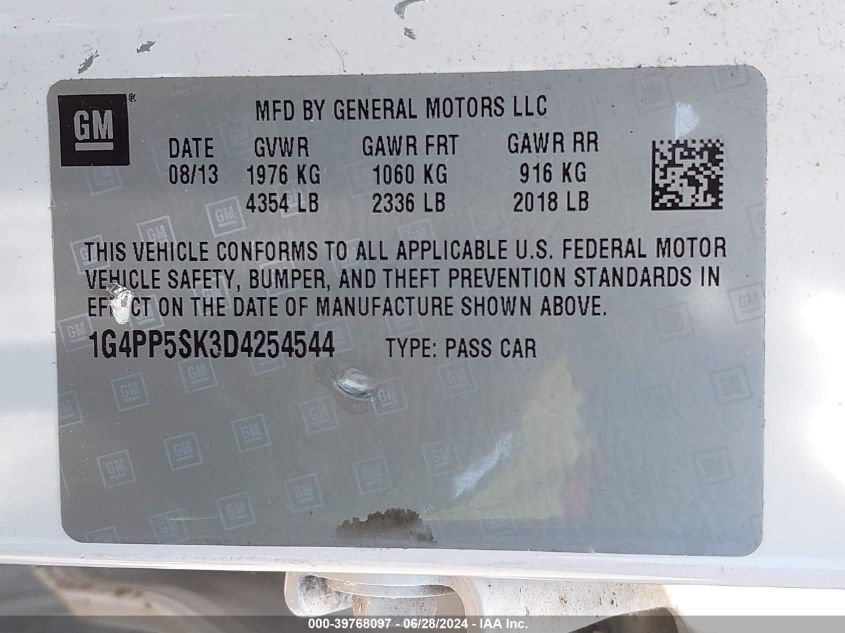 GM ®
MFD BY GENERAL MOTORS LLC
DATE GVWR GAWR FRT GAWR RR
08/13 1976 KG 1060 KG 916 KG
4354 LB 2336 LB 2018 LB
THIS VEHICLE CONFORMS TO ALL APPLICABLE U.S. FEDERAL MOTOR
VEHICLE SAFETY, BUMPER, AND THEFT PREVENTION STANDARDS IN
EFFECT ON THE DATE OF MANUFACTURE SHOWN ABOVE.
1G4PP5SK3D4254544 TYPE: PASS CAR
000-39768097 - 06/28/2024 - IAA Inc.